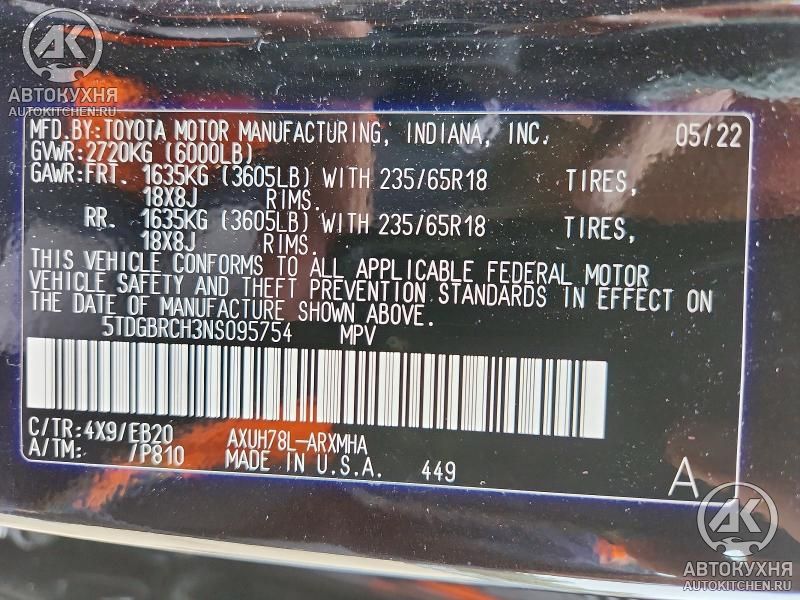 АК
АВТОКУХНЯ
AUTOKITCHEN.RU
MFD.BY:TOYOTA MOTOR MANUFACTURING, INDIANA, INC. 05/22
GVWR:2720KG (6000LB)
GAWR:FRT. 1635KG (3605LB) WITH 235/65R18 TIRES,
18X8J RIMS.
RR. 1635KG (3605LB) WITH 235/65R18 TIRES,
18X8J RIMS.
THIS VEHICLE CONFORMS TO ALL APPLICABLE FEDERAL MOTOR
VEHICLE SAFETY AND THEFT PREVENTION STANDARDS IN EFFECT ON
THE DATE OF MANUFACTURE SHOWN ABOVE.
5TDGBRCH3NS095754 MPV
C/TR:4X9/EB20 AXUH78L-ARXMHA
A/TM: /P810 MADE IN U.S.A. 449 A
АК
АВТОКУХНЯ
AUTOKITCHEN.RU